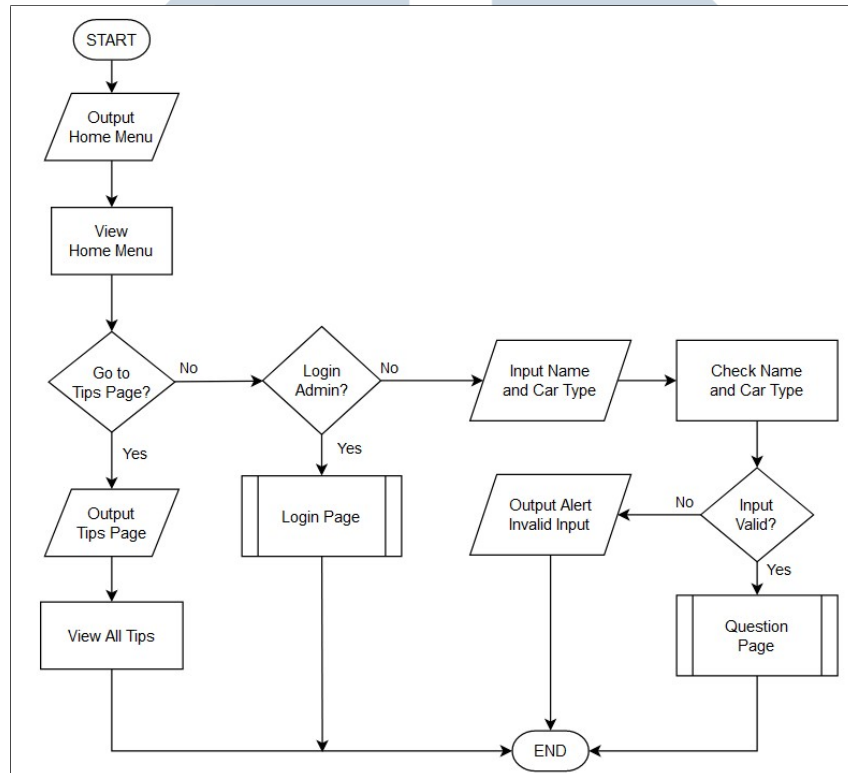 START
Output
Home Menu
View
Home Menu
Go to
Tips Page?
No
Login
Admin?
No
Input Name
and Car Type
Check Name
and Car Type
Yes
Yes
Output
Tips Page
Login Page
Output Alert
Invalid Input
No
Input
Valid?
Yes
View All Tips
Question
Page
END